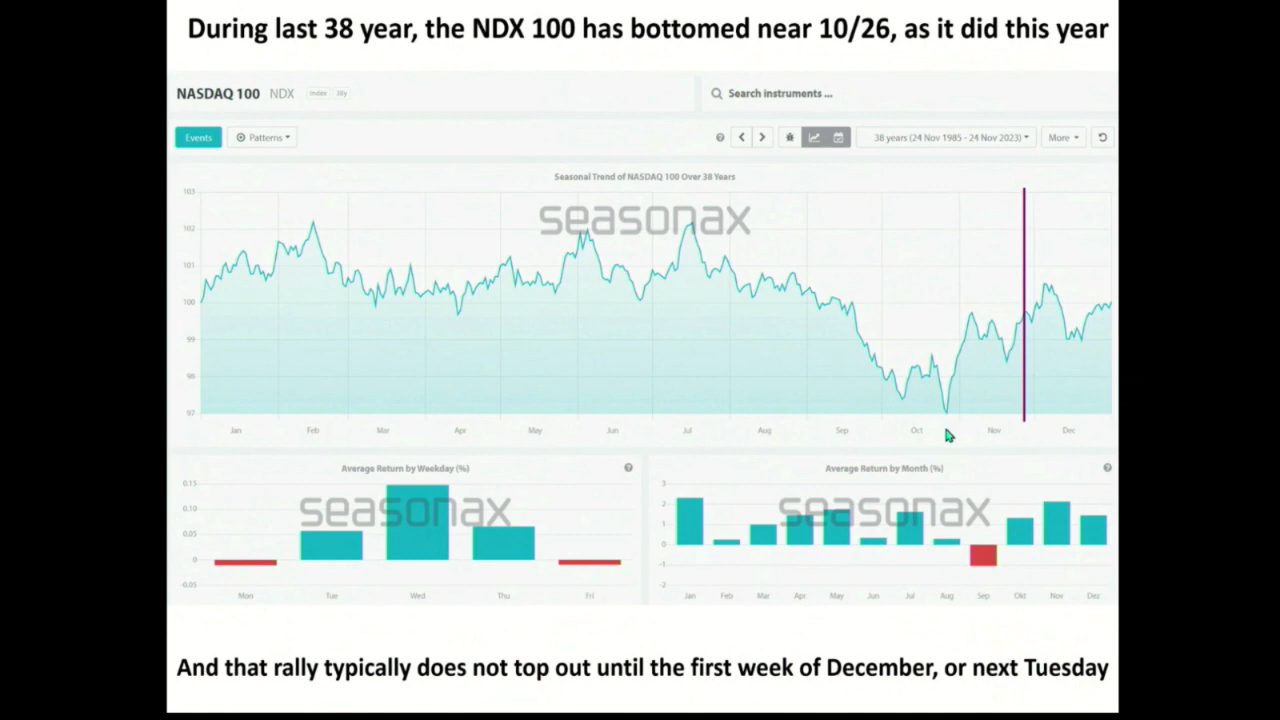 During last 38 year, the NDX 100 has bottomed near 10/26, as it did this year
NASDAQ 100 NDX Index 38y
Search instruments ...
Events Patterns
38 years (24 Nov 1985 - 24 Nov 2023) More
Seasonal Trend of NASDAQ 100 Over 38 Years
seasonax
103
102
101
100
99
98
97
Jan Feb Mar Apr May Jun Jul Aug Sep Oct Nov Dec
Average Return by Weekday (%)
seasonax
0.15
0.10
0.05
0
-0.05
Mon Tue Wed Thu Fri
Average Return by Month (%)
seasonax
3
2
1
0
-1
-2
Jan Feb Mar Apr May Jun Jul Aug Sep Okt Nov Dez
And that rally typically does not top out until the first week of December, or next Tuesday